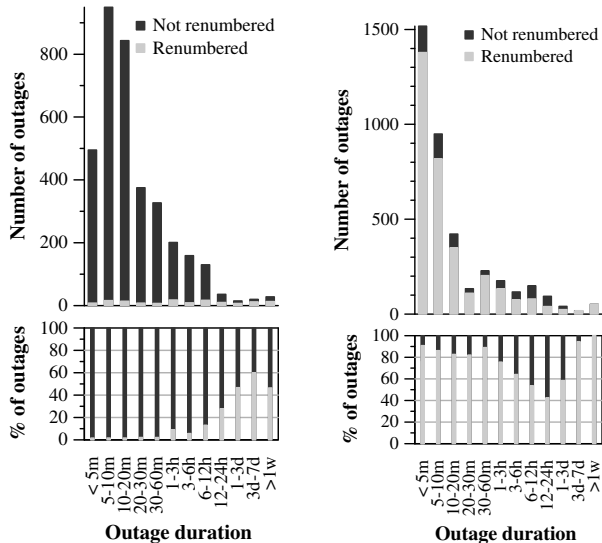 Not renumbered
Renumbered
Number of outages
800
600
400
200
0
% of outages
100
80
60
40
20
0
< 5m
5-10m
10-20m
20-30m
30-60m
1-3h
3-6h
6-12h
12-24h
1-3d
3d-7d
>1w
Outage duration
Not renumbered
Renumbered
Number of outages
1500
1000
500
0
% of outages
100
80
60
40
20
0
< 5m
5-10m
10-20m
20-30m
30-60m
1-3h
3-6h
6-12h
12-24h
1-3d
3d-7d
>1w
Outage duration